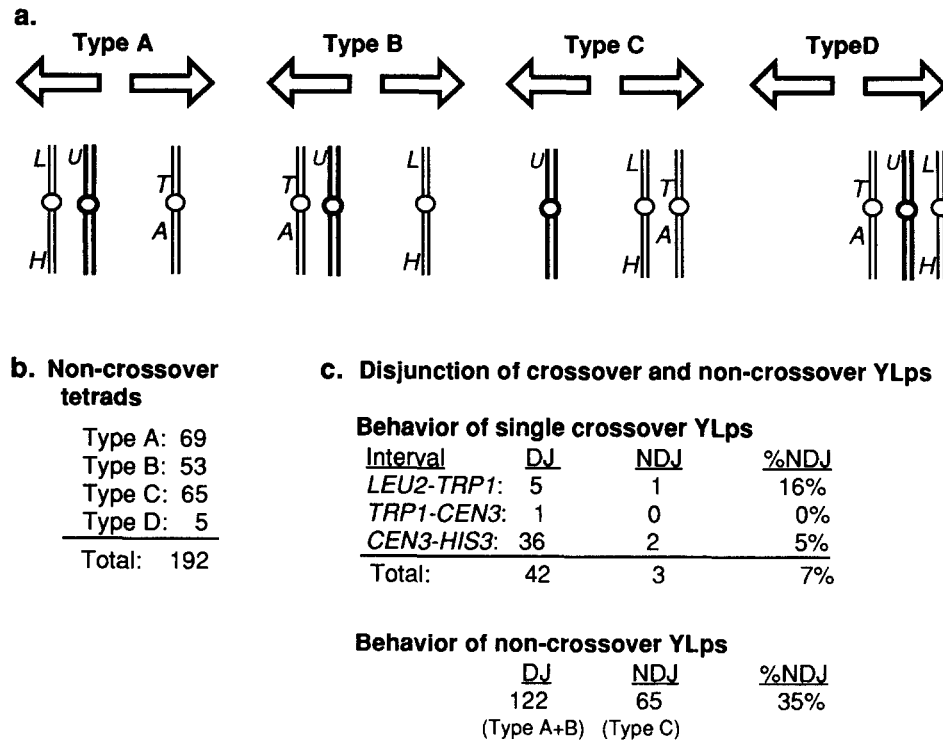 a.
Type A Type B Type C TypeD
L U T U L U L T U L
T T
A H A H H A A H
b. Non-crossover
tetrads
Type A: 69
Type B: 53
Type C: 65
Type D: 5
Total: 192
c. Disjunction of crossover and non-crossover YLps
Behavior of single crossover YLps
Interval DJ NDJ %NDJ
LEU2-TRP1: 5 1 16%
TRP1-CEN3: 1 0 0%
CEN3-HIS3: 36 2 5%
Total: 42 3 7%
Behavior of non-crossover YLps
DJ NDJ %NDJ
122 65 35%
(Type A+B) (Type C)